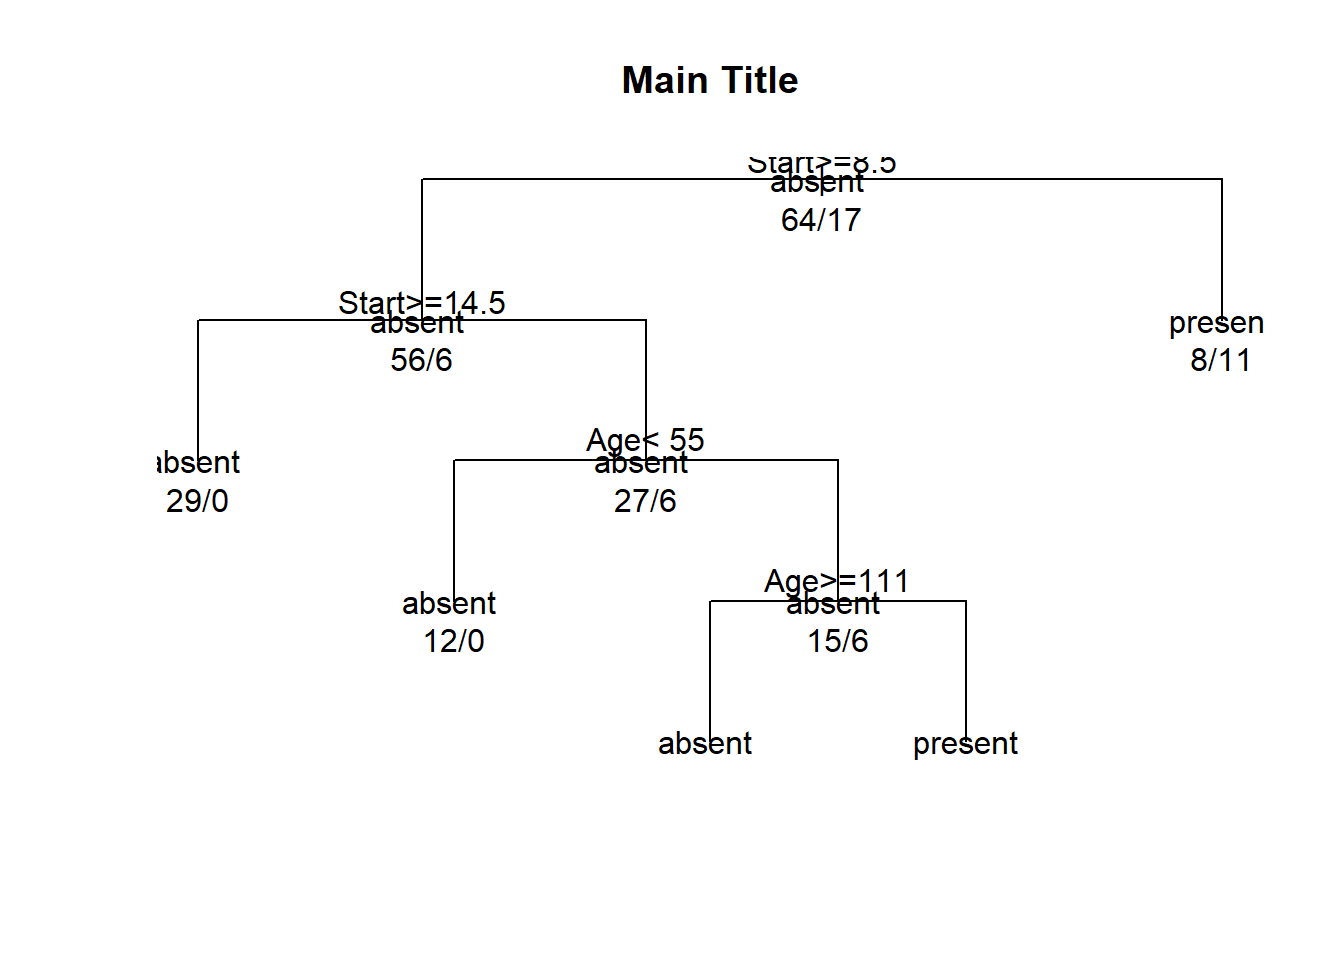 Main Title
Start>=8.5
absent
64/17
Start>=14.5
absent
56/6
presen
8/11
Age< 55
absent
29/0
absent
27/6
Age>=111
absent
12/0
absent
15/6
absent
present